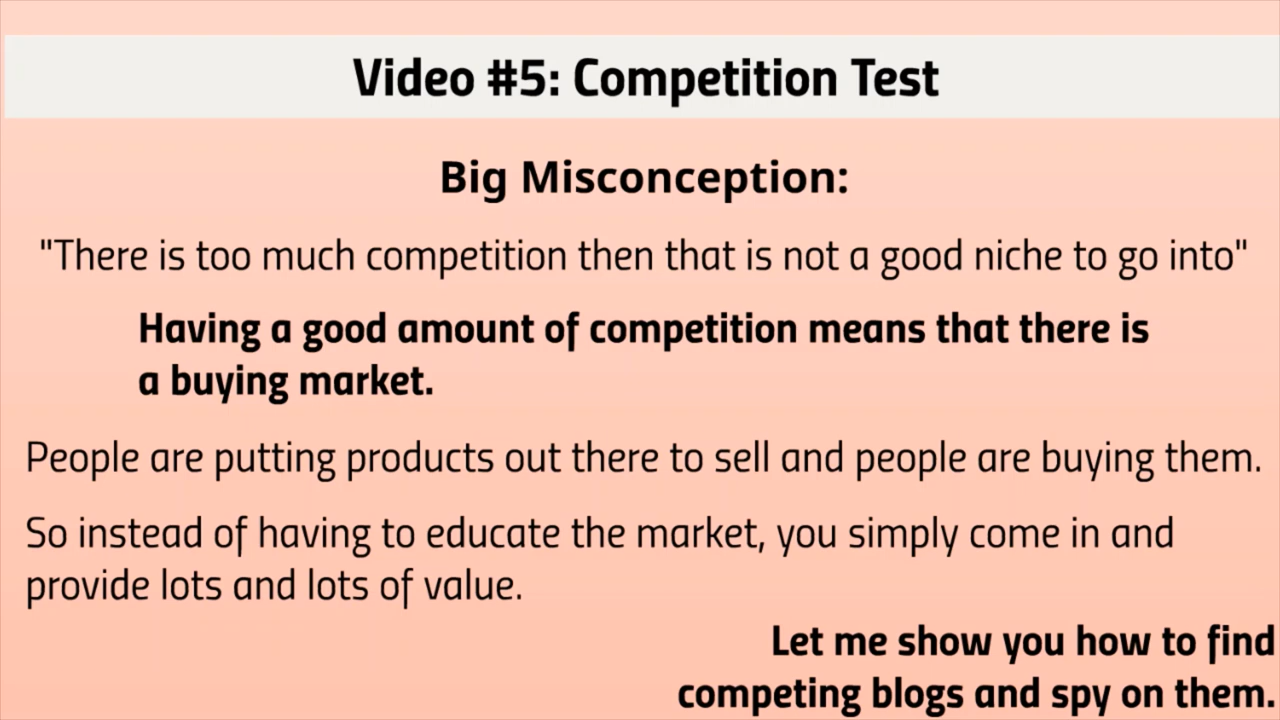 Video #5: Competition Test
Big Misconception:
"There is too much competition then that is not a good niche to go into"
Having a good amount of competition means that there is
a buying market.
People are putting products out there to sell and people are buying them.
So instead of having to educate the market, you simply come in and
provide lots and lots of value.
Let me show you how to find
competing blogs and spy on them.